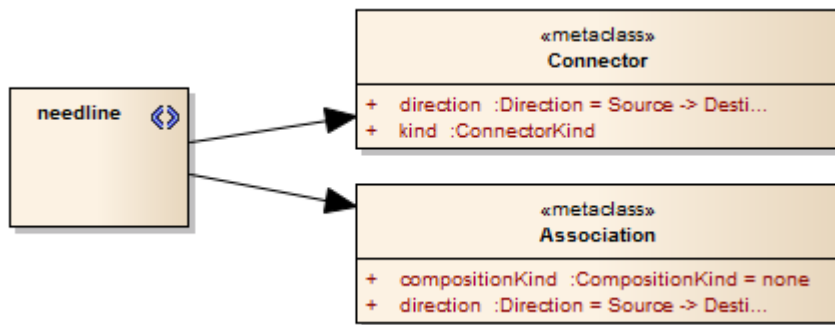 needline
«metaclass»
Connector
+ direction :Direction = Source -> Desti...
+ kind :ConnectorKind
«metaclass»
Association
+ compositionKind :CompositionKind = none
+ direction :Direction = Source -> Desti...